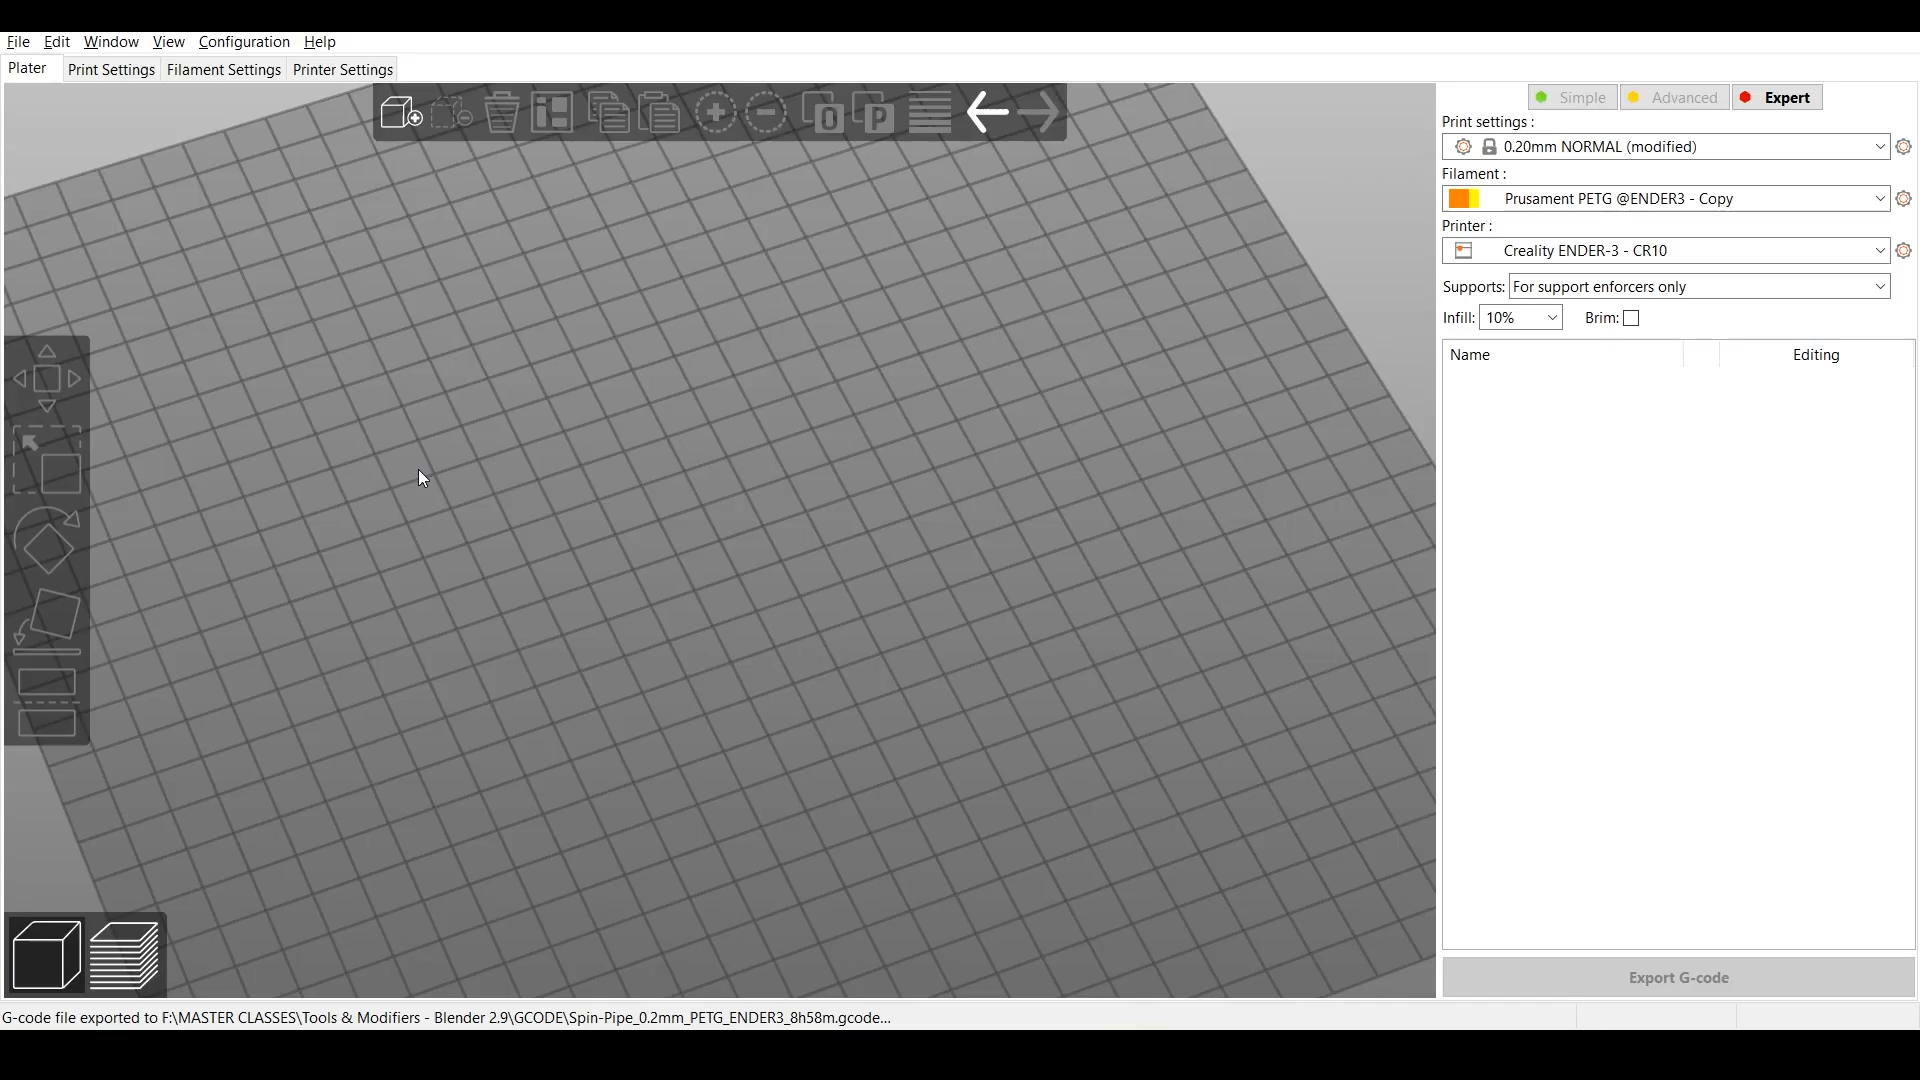 File Edit Window View Configuration Help
Plater Print Settings Filament Settings Printer Settings
Simple Advanced Expert
Print settings :
0.20mm NORMAL (modified)
Filament :
Prusament PETG @ENDER3 - Copy
Printer :
Creality ENDER-3 - CR10
Supports: For support enforcers only
Infill: 10% Brim:
Name Editing
Export G-code
G-code file exported to F:\MASTER CLASSES\Tools & Modifiers - Blender 2.9\GCODE\Spin-Pipe_0.2mm_PETG_ENDER3_8h58m.gcode...